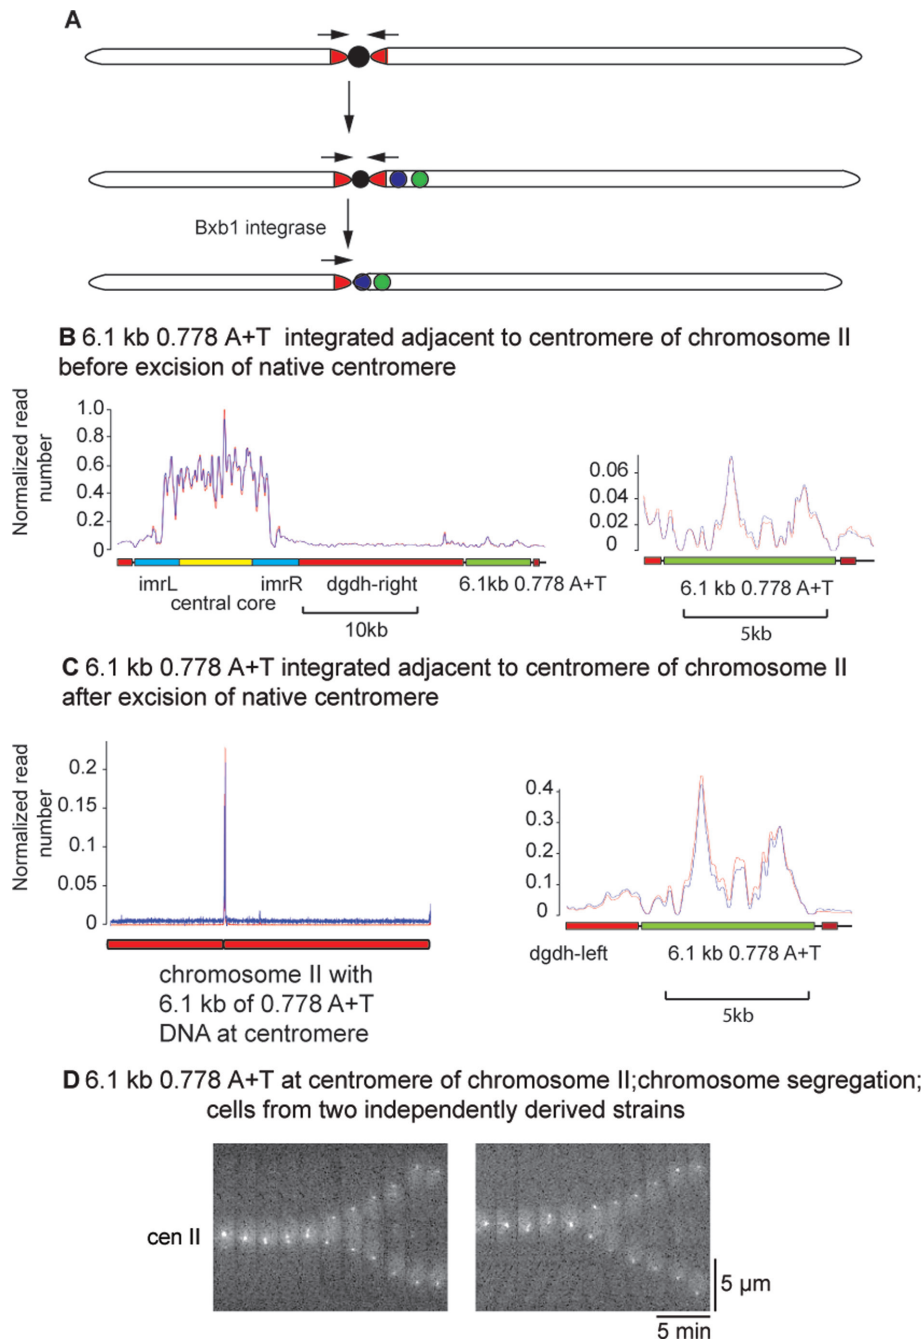 A
Bxb1 integrase
B 6.1 kb 0.778 A+T integrated adjacent to centromere of chromosome II
before excision of native centromere
Normalized read
number
1.0
0.8
0.6
0.4
0.2
0
imrL
imrR
dgdh-right
6.1kb 0.778 A+T
central core
10kb
0.06
0.04
0.02
0
6.1 kb 0.778 A+T
5kb
C 6.1 kb 0.778 A+T integrated adjacent to centromere of chromosome II
after excision of native centromere
Normalized read
number
0.2
0.15
0.1
0.05
0
chromosome II with
6.1 kb of 0.778 A+T
DNA at centromere
0.4
0.3
0.2
0.1
0
dgdh-left
6.1 kb 0.778 A+T
5kb
D 6.1 kb 0.778 A+T at centromere of chromosome II;chromosome segregation;
cells from two independently derived strains
cen II
5 µm
5 min